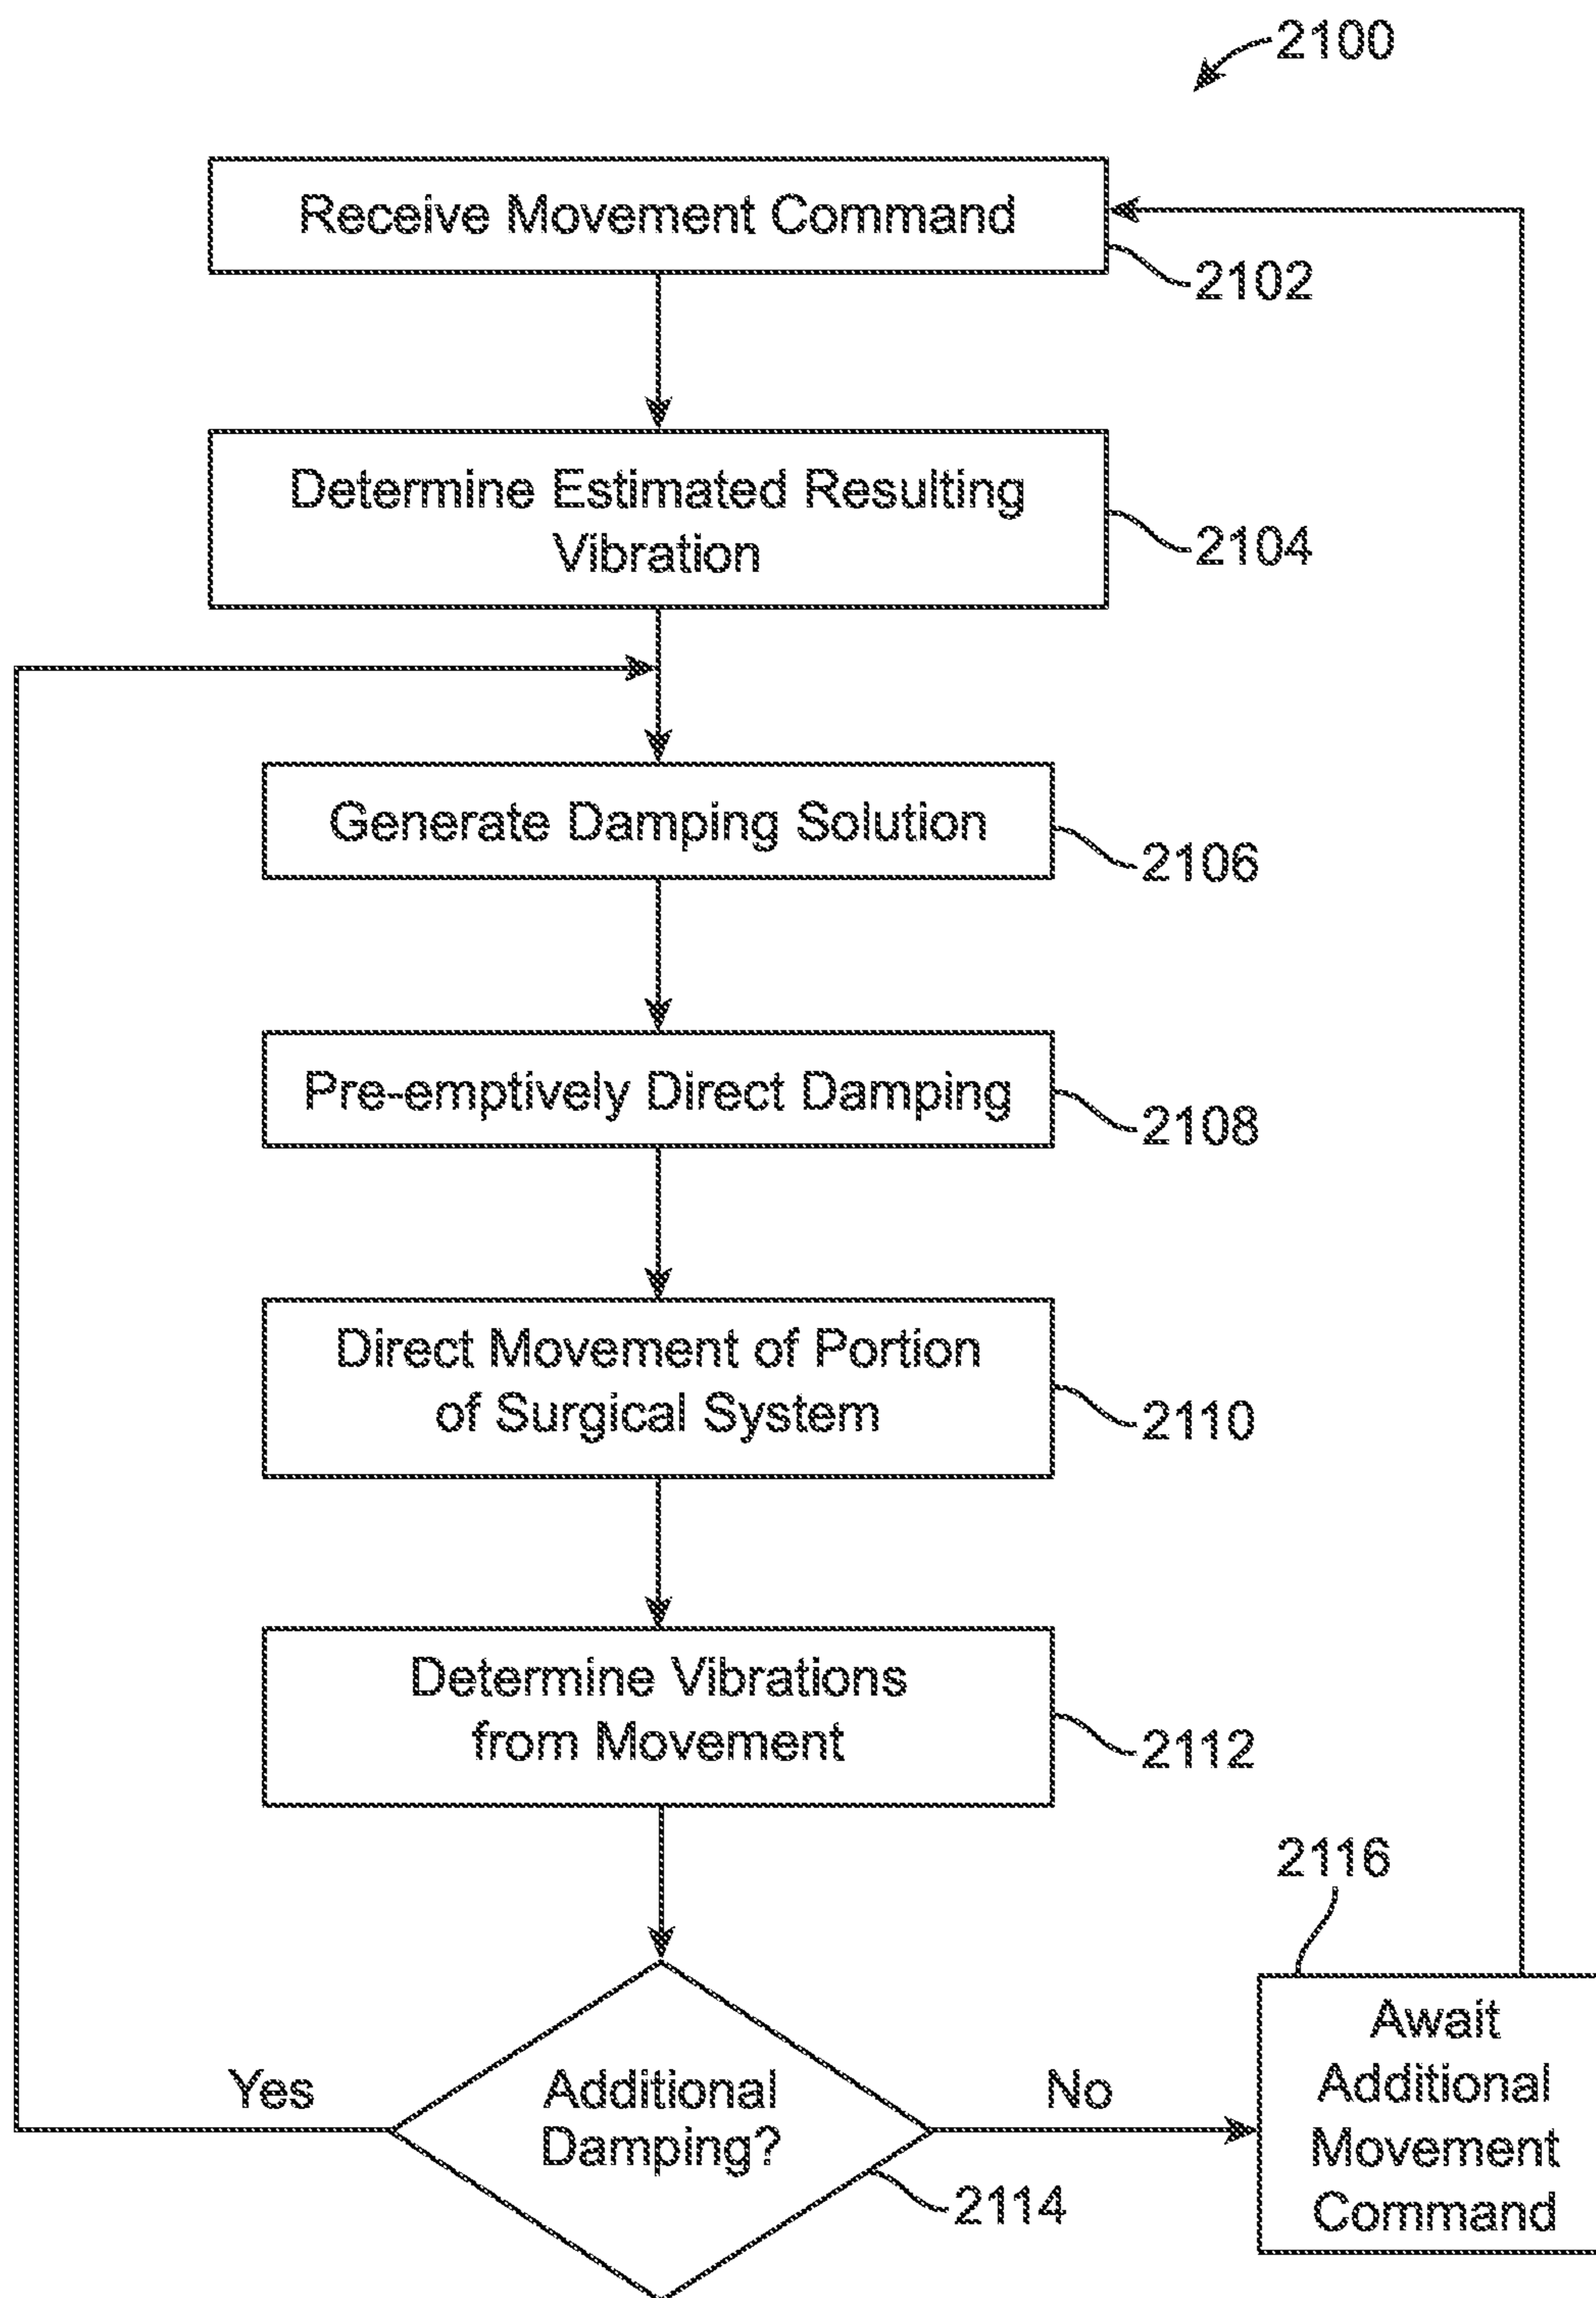 2100
Receive Movement Command
2102
Determine Estimated Resulting
Vibration
2104
Generate Damping Solution
2106
Pre-emptively Direct Damping
2108
Direct Movement of Portion
of Surgical System
2110
Determine Vibrations
from Movement
2112
2116
Yes
Additional
Damping?
No
2114
Await
Additional
Movement
Command